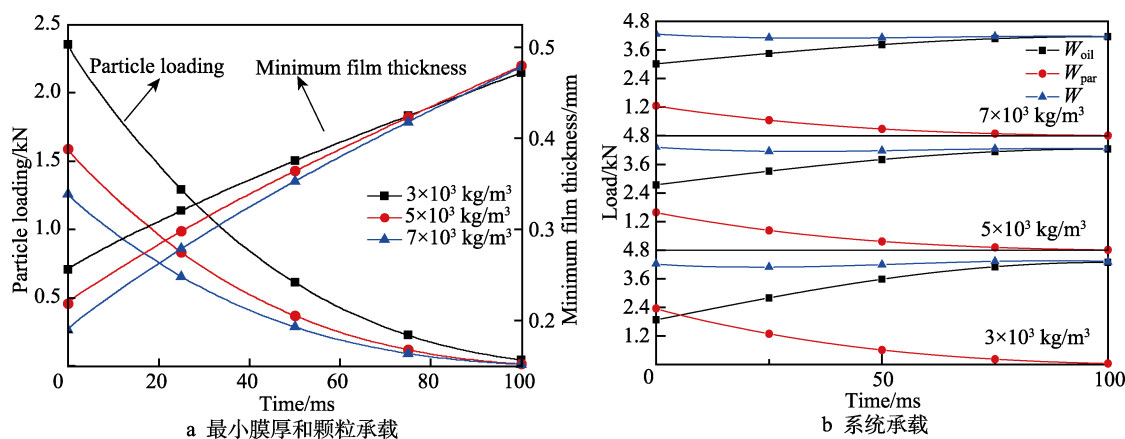 Particle loading/kN
2.5
2.0
1.5
1.0
0.5
0.5
0.4
0.3
0.2
Minimum film thickness/mm
Particle loading
Minimum film thickness
3×10³ kg/m³
5×10³ kg/m³
7×10³ kg/m³
0 20 40 60 80 100
Time/ms
a 最小膜厚和颗粒承载
Load/kN
4.8
3.6
2.4
1.2
4.8
3.6
2.4
1.2
4.8
3.6
2.4
1.2
W_oil
W_par
W
7×10³ kg/m³
5×10³ kg/m³
3×10³ kg/m³
0 50 100
Time/ms
b 系统承载